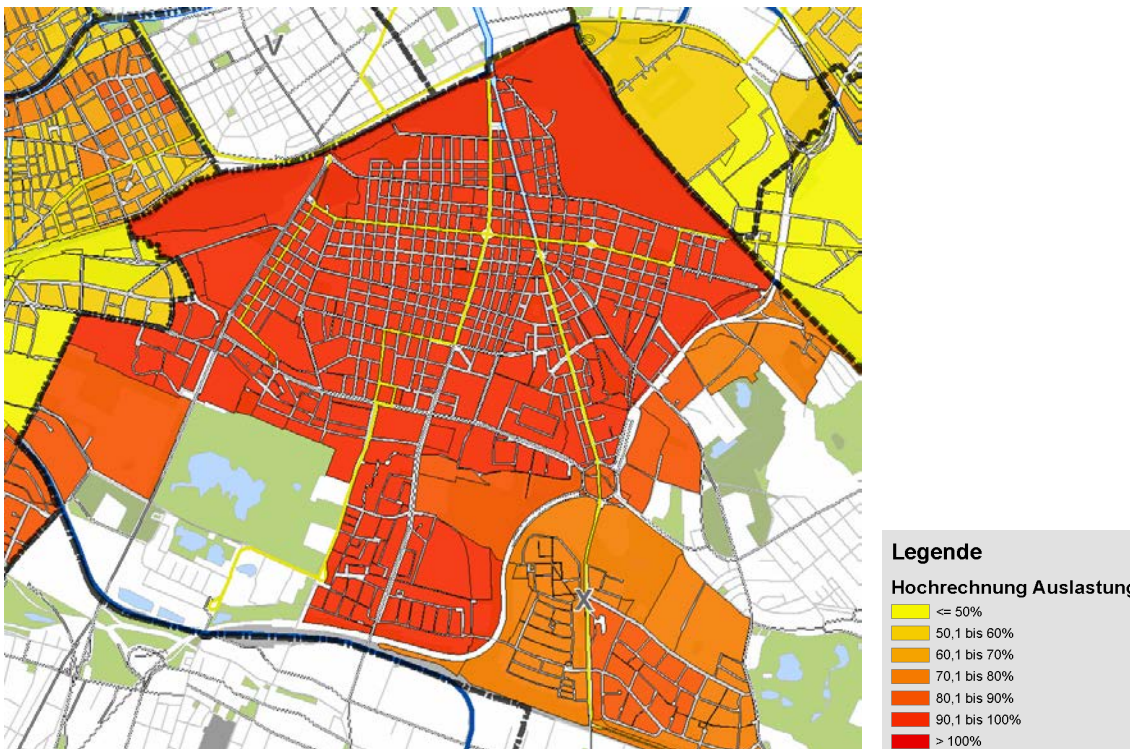 V
X
Legende
Hochrechnung Auslastung
<= 50%
50,1 bis 60%
60,1 bis 70%
70,1 bis 80%
80,1 bis 90%
90,1 bis 100%
> 100%